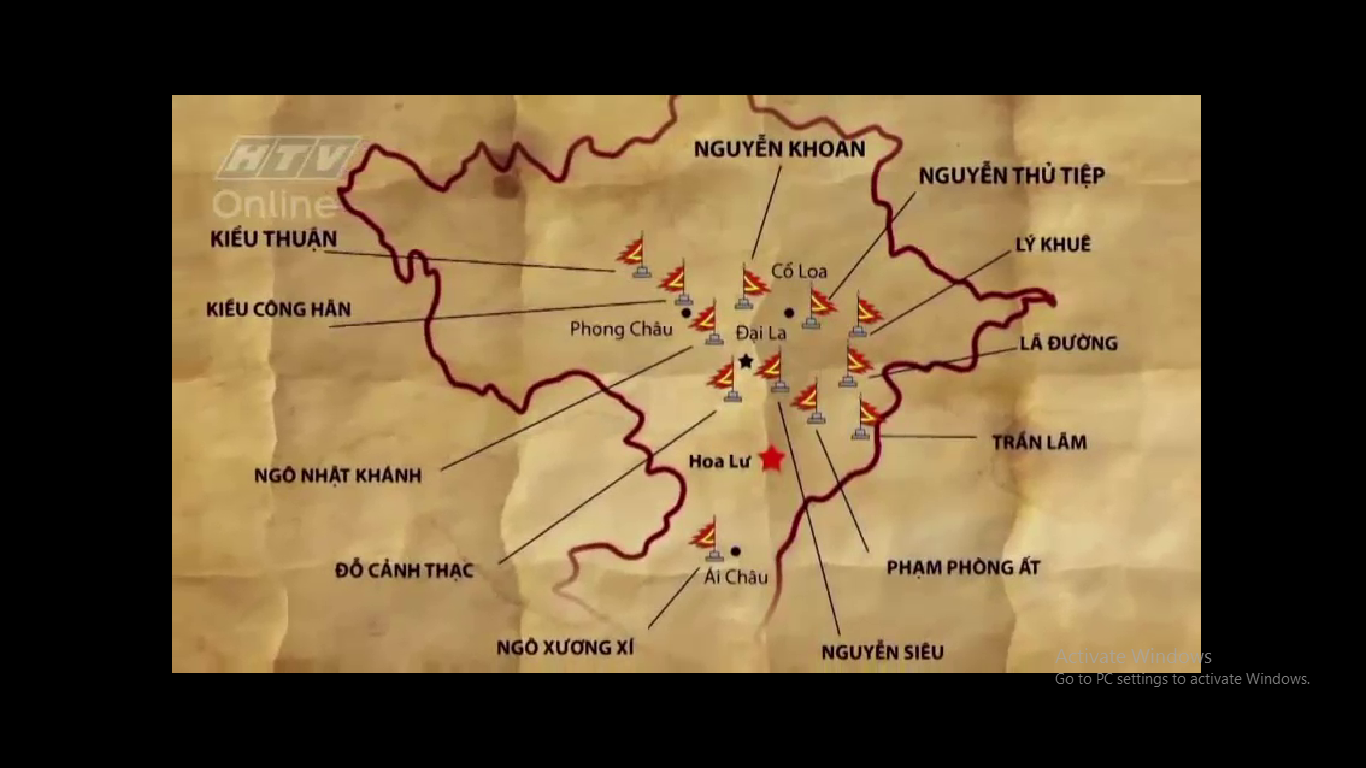 NGUYỄN KHOAN
HTV
Online
NGUYỄN THỦ TIỆP
KIỀU THUẬN
LÝ KHUÊ
Cổ Loa
KIỀU CÔNG HÃN
Phong Châu
Đại La
LÃ ĐƯỜNG
TRẦN LÃM
Hoa Lư
NGÔ NHẬT KHÁNH
ĐỖ CẢNH THẠC
PHẠM PHÒNG ÁT
Ái Châu
NGÔ XƯƠNG XÍ
NGUYỄN SIÊU
Activate Windows
Go to PC settings to activate Windows.